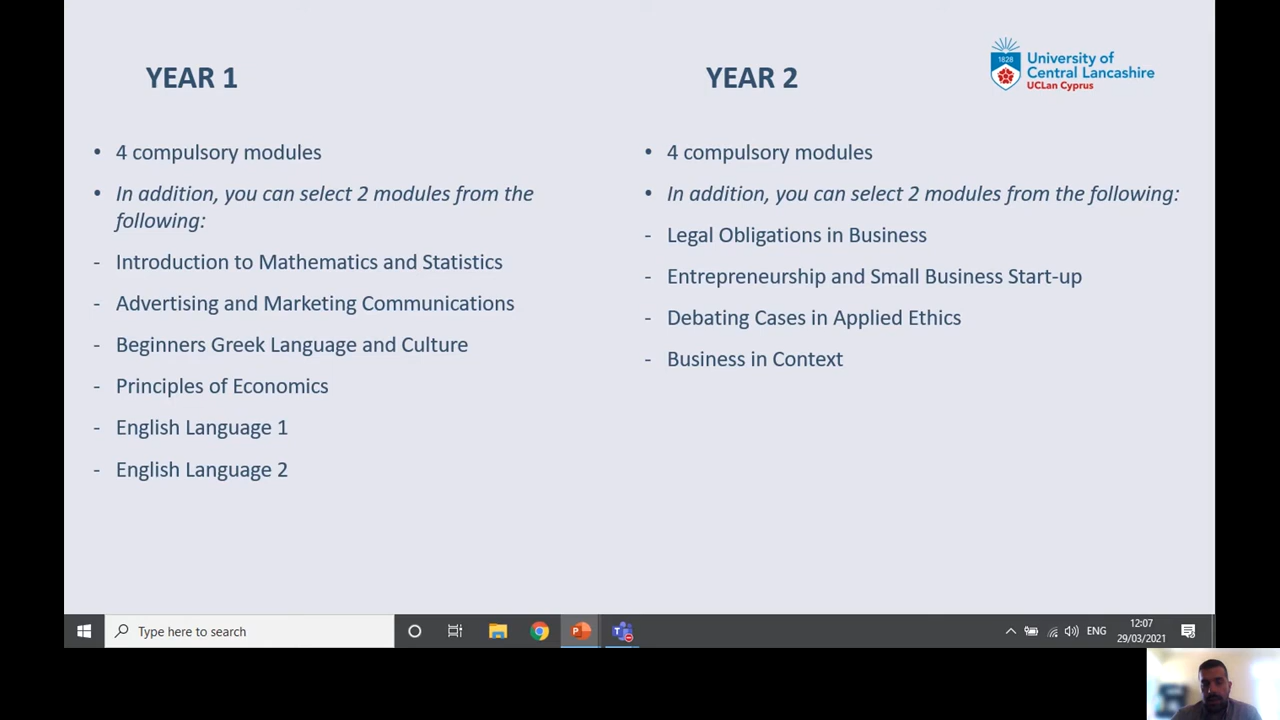 YEAR 1
• 4 compulsory modules
• In addition, you can select 2 modules from the
following:
- Introduction to Mathematics and Statistics
- Advertising and Marketing Communications
- Beginners Greek Language and Culture
- Principles of Economics
- English Language 1
- English Language 2
YEAR 2
• 4 compulsory modules
• In addition, you can select 2 modules from the following:
- Legal Obligations in Business
- Entrepreneurship and Small Business Start-up
- Debating Cases in Applied Ethics
- Business in Context
1828
University of
Central Lancashire
UCLan Cyprus
Type here to search
ENG
12:07
29/03/2021